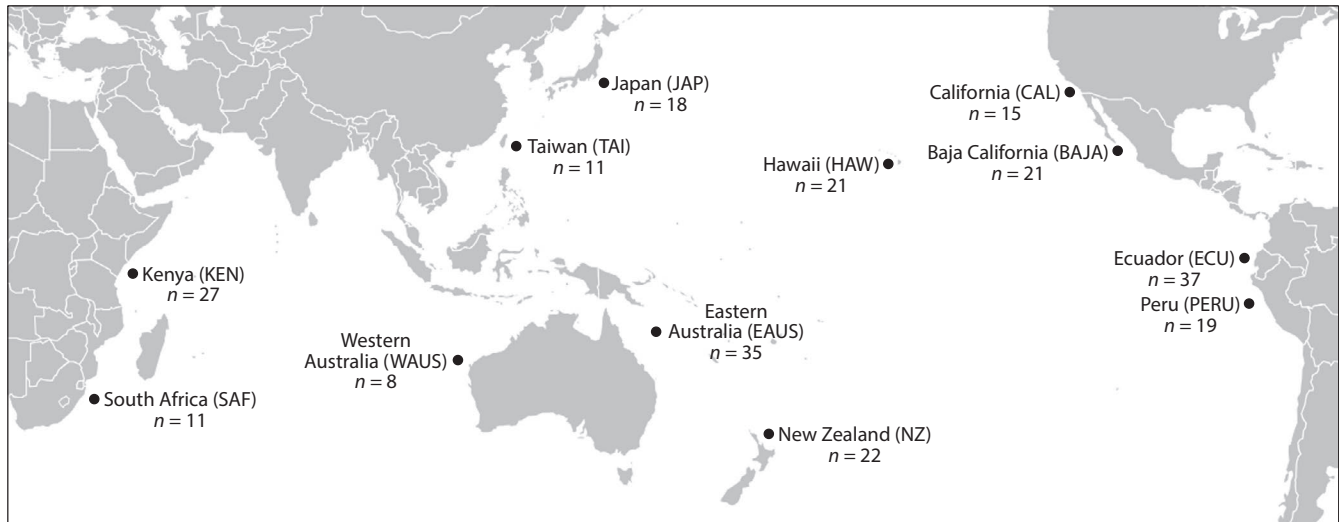 Japan (JAP)
n = 18
California (CAL)
n = 15
Taiwan (TAI)
n = 11
Hawaii (HAW)
n = 21
Baja California (BAJA)
n = 21
Kenya (KEN)
n = 27
Ecuador (ECU)
n = 37
Peru (PERU)
n = 19
Eastern
Australia (EAUS)
n = 35
Western
Australia (WAUS)
n = 8
South Africa (SAF)
n = 11
New Zealand (NZ)
n = 22